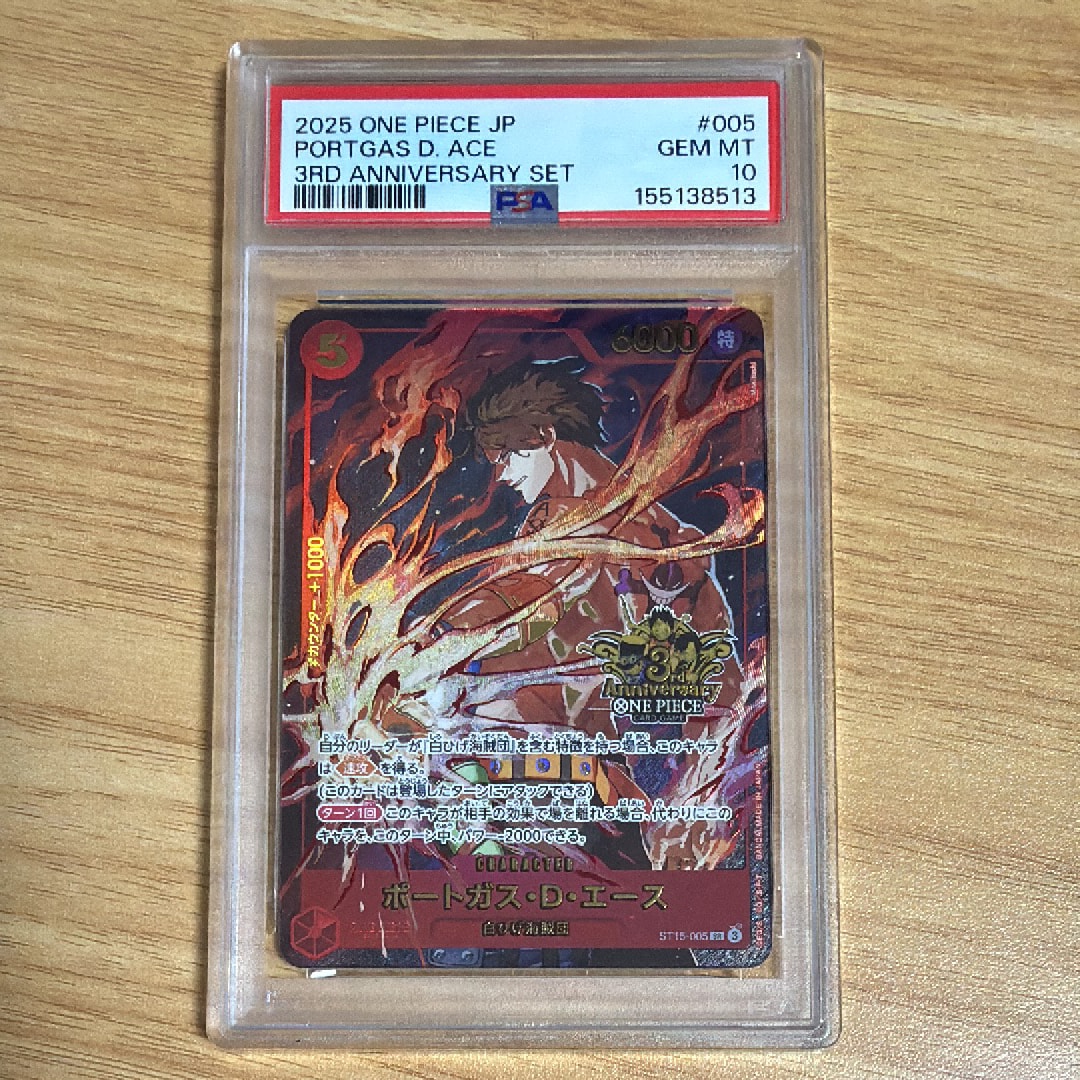 2025 ONE PIECE JP #005
PORTGAS D. ACE GEM MT
3RD ANNIVERSARY SET 10
PSA 155138513
5 6000 特
カウンター +1000
3rd
Anniversary
ONE PIECE
CARD GAME
自分のリーダーが『白ひげ海賊団』を含む特徴を持つ場合、このキャラ
は 速攻 を得る。
(このカードは登場したターンにアタックできる)
ターン1回 このキャラが相手の効果で場を離れる場合、代わりにこの
キャラを、このターン中、パワー-2000できる。
CHARACTER
ポートガス・D・エース
白ひげ海賊団
ST15-005 SR 3
BANDAI MADE IN JAPAN